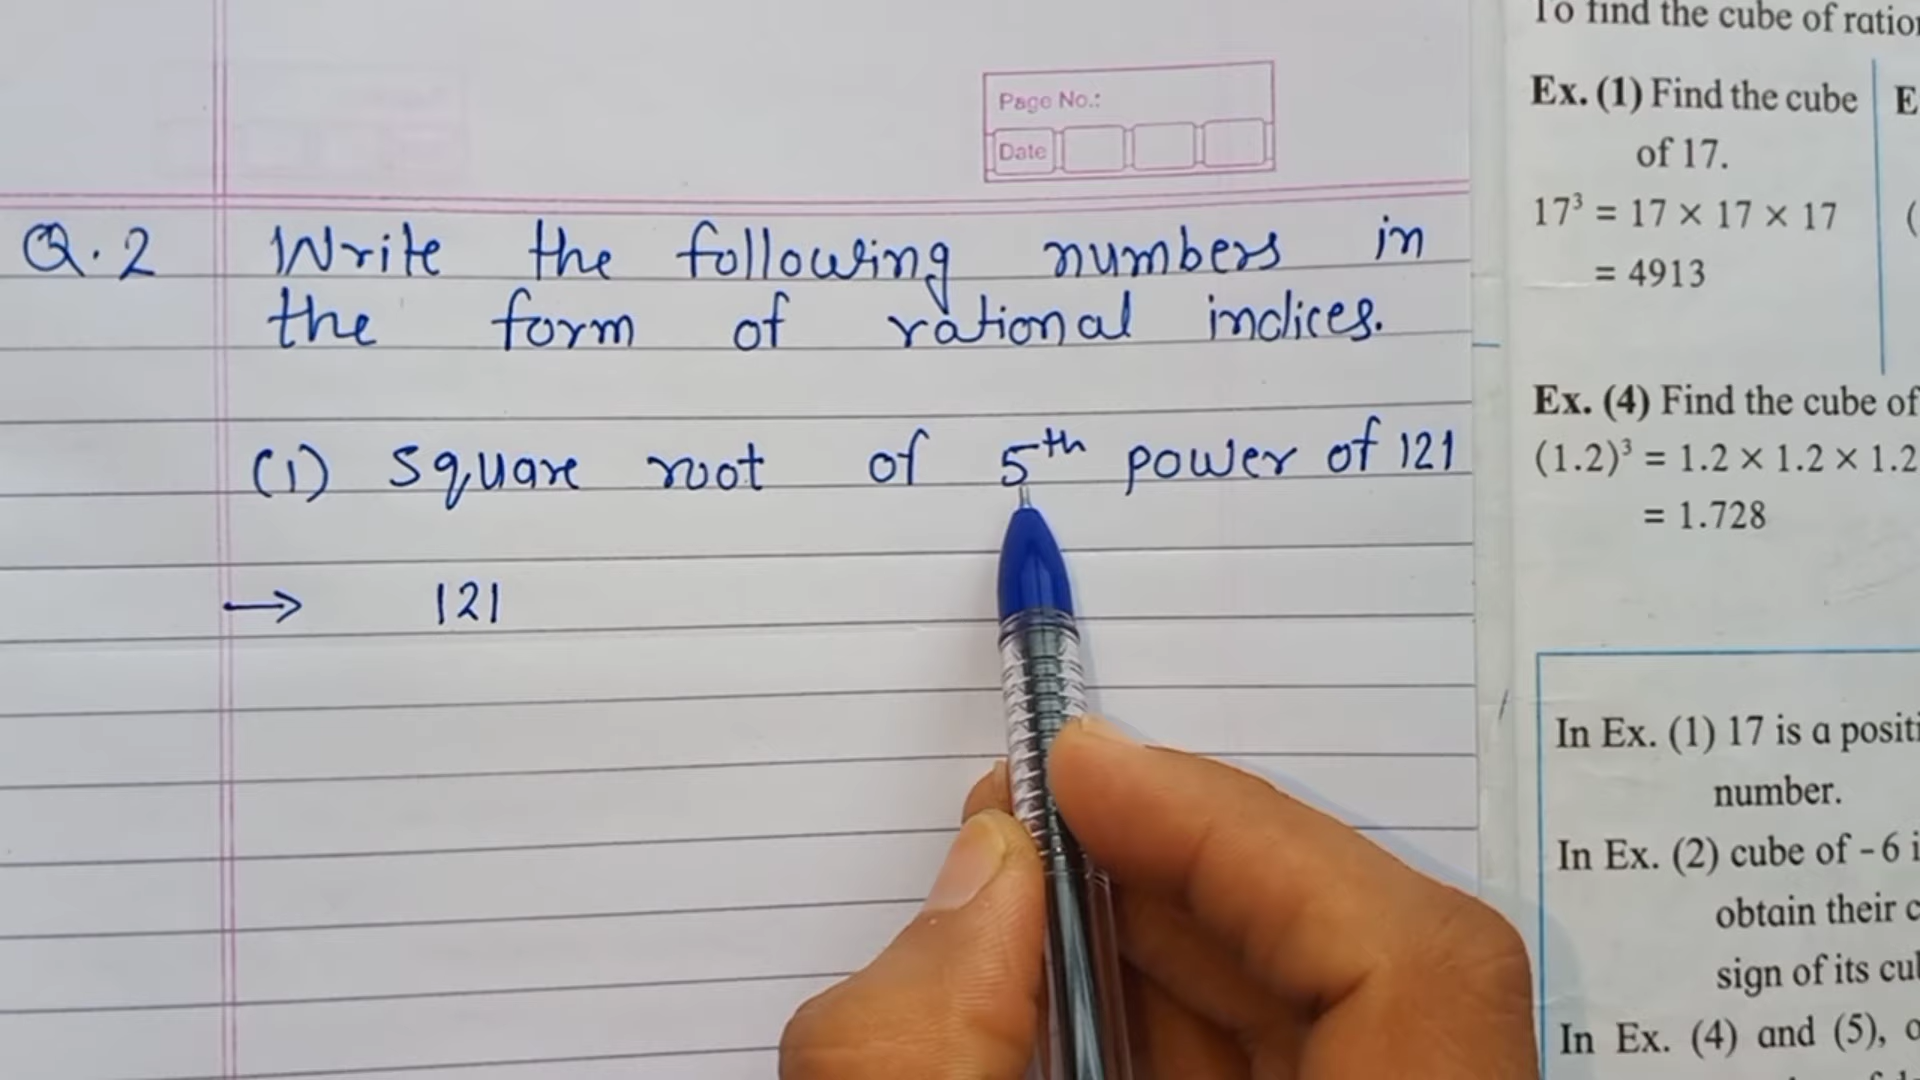 Page No.:
Date
Q.2 Write the following numbers in
the form of rational indices.
(1) square root of 5th power of 121
→ 121
To find the cube of
Ex. (1) Find the cube
of 17.
17³ = 17 × 17 × 17
= 4913
E
(
Ex. (4) Find the cube of
(1.2)³ = 1.2 × 1.2 × 1.2
= 1.728
In Ex. (1) 17 is a
number.
In Ex. (2) cube of -6
obtain their
sign of its
In Ex. (4) and (5),